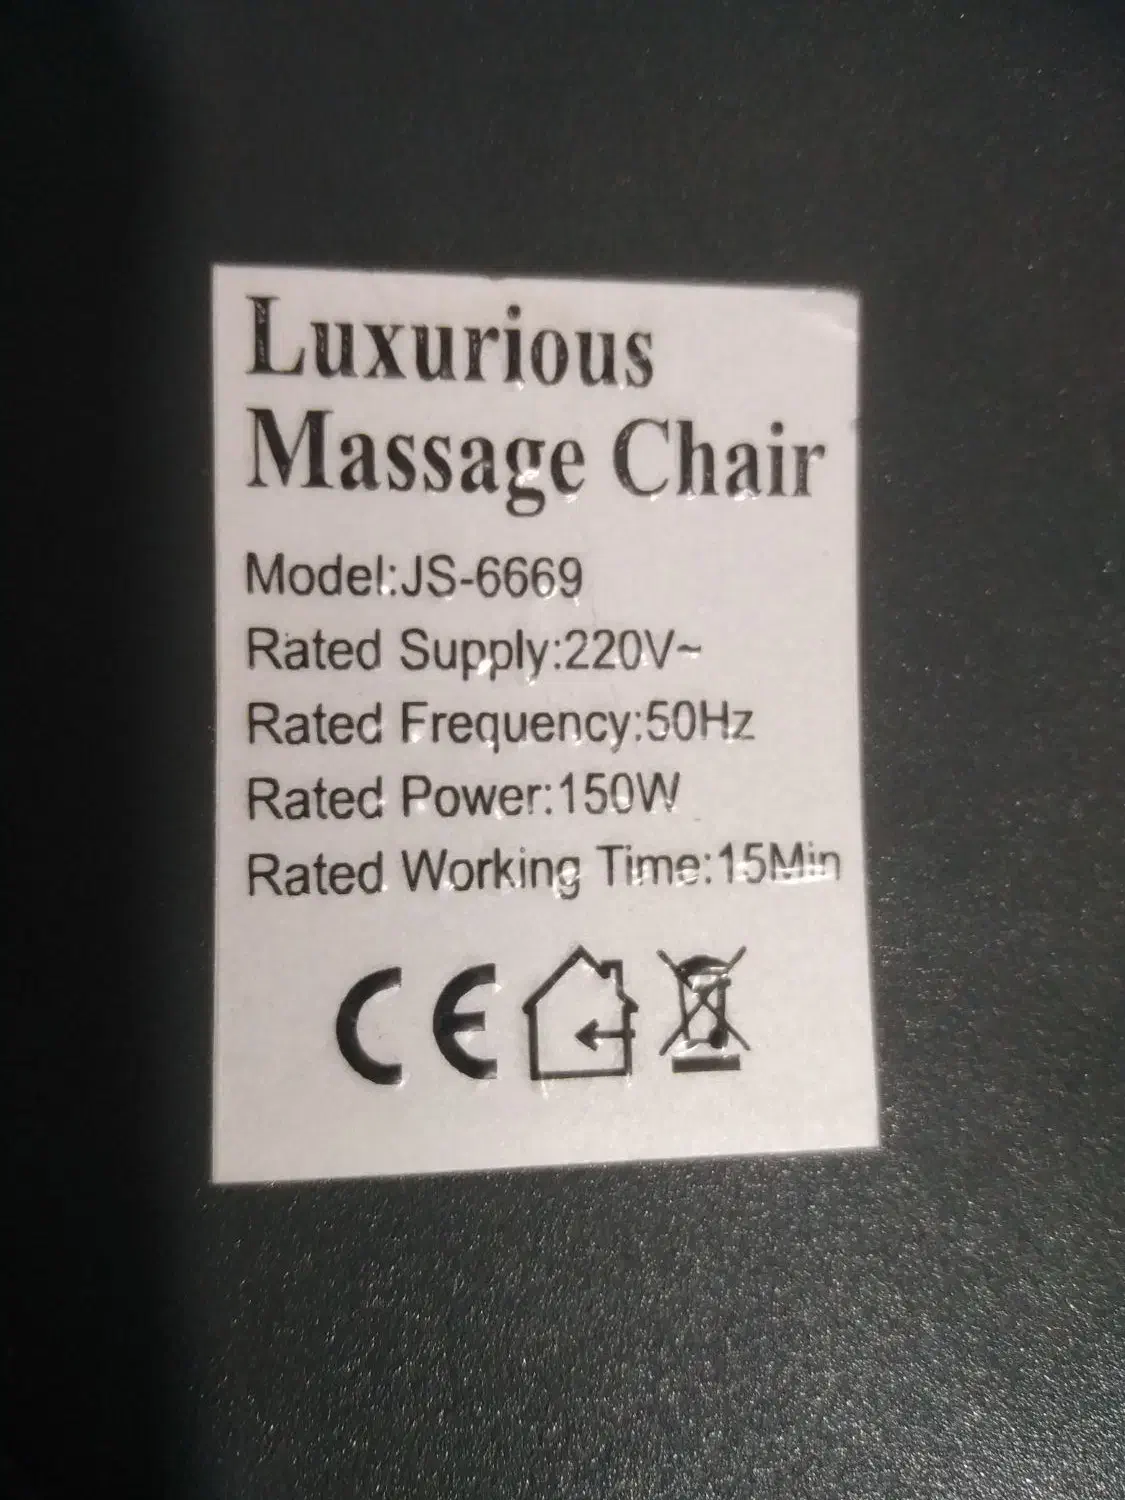 Luxurious
Massage Chair
Model:JS-6669
Rated Supply:220V~
Rated Frequency:50Hz
Rated Power:150W
Rated Working Time:15Min
CE